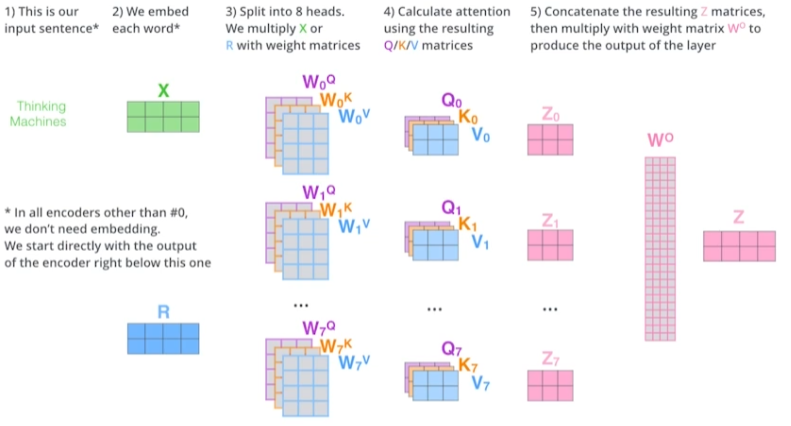 1) This is our
input sentence*
2) We embed
each word*
3) Split into 8 heads.
We multiply X or
R with weight matrices
4) Calculate attention
using the resulting
Q/K/V matrices
5) Concatenate the resulting Z matrices,
then multiply with weight matrix Wᴼ to
produce the output of the layer
Thinking
Machines
X
W₀Q
W₀K
W₀V
Q₀
K₀
V₀
Z₀
Wᴼ
* In all encoders other than #0,
we don't need embedding.
We start directly with the output
of the encoder right below this one
W₁Q
W₁K
W₁V
Q₁
K₁
V₁
Z₁
Z
...
...
...
R
W₇Q
W₇K
W₇V
Q₇
K₇
V₇
Z₇